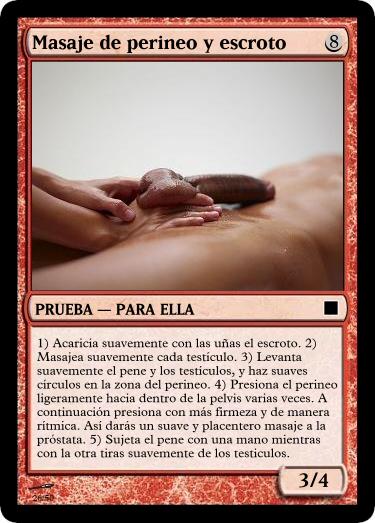 Masaje de perineo y escroto 8
PRUEBA — PARA ELLA
1) Acaricia suavemente con las uñas el escroto. 2)
Masajea suavemente cada testículo. 3) Levanta
suavemente el pene y los testículos, y haz suaves
círculos en la zona del perineo. 4) Presiona el perineo
ligeramente hacia dentro de la pelvis varias veces. A
continuación presiona con más firmeza y de manera
rítmica. Así darás un suave y placentero masaje a la
próstata. 5) Sujeta el pene con una mano mientras
con la otra tiras suavemente de los testiculos.
3/4